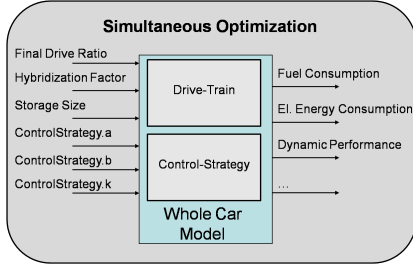 Simultaneous Optimization
Final Drive Ratio
Hybridization Factor
Storage Size
ControlStrategy.a
ControlStrategy.b
ControlStrategy.k
Drive-Train
Control-Strategy
Whole Car
Model
Fuel Consumption
El. Energy Consumption
Dynamic Performance
...